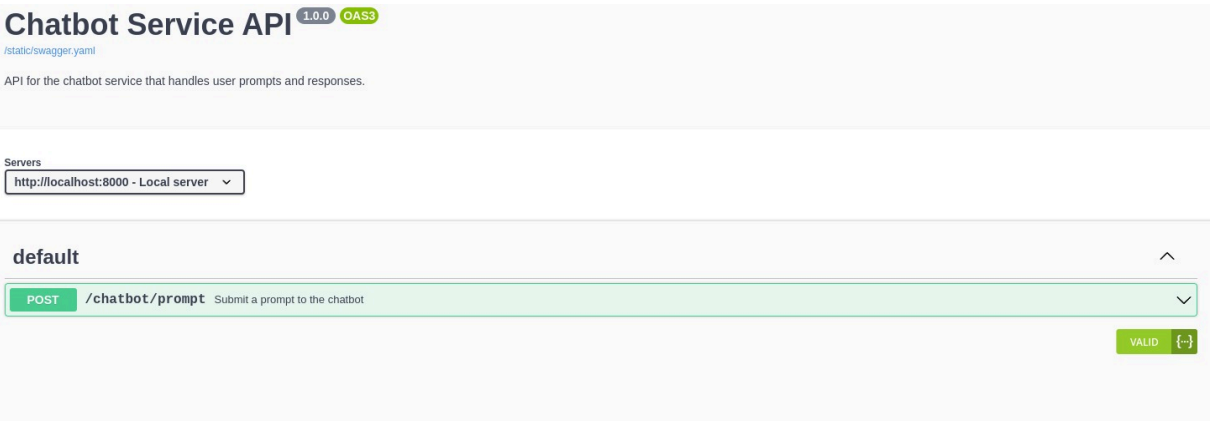 Chatbot Service API 1.0.0 OAS3
/static/swagger.yaml
API for the chatbot service that handles user prompts and responses.
Servers
http://localhost:8000 - Local server
default
POST /chatbot/prompt Submit a prompt to the chatbot
VALID {...}